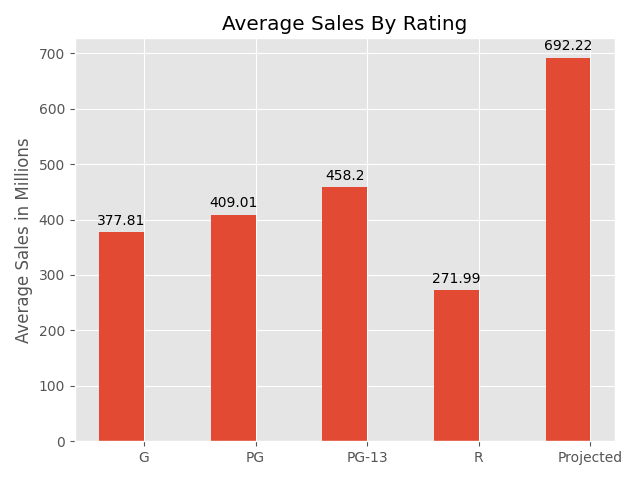 Average Sales By Rating
Average Sales in Millions
700
600
500
400
300
200
100
0
377.81
409.01
458.2
271.99
692.22
G
PG
PG-13
R
Projected